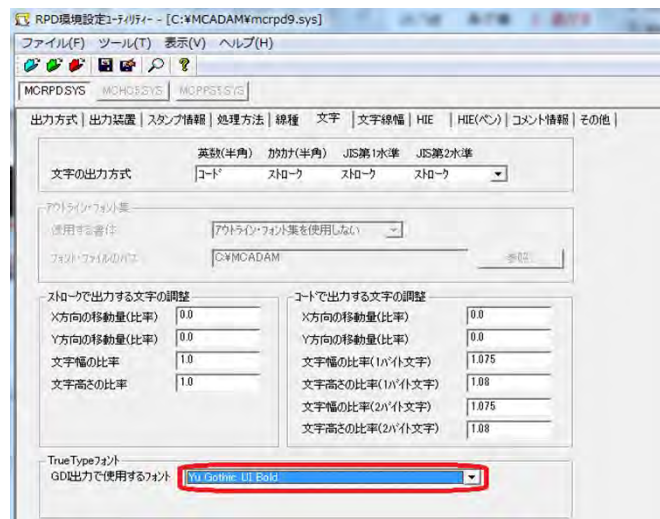 RPD環境設定ユーティリティー - [C:¥MCADAM¥mcrpd9.sys]
ファイル(F) ツール(T) 表示(V) ヘルプ(H)
MCRPD.SYS MCHG5.SYS MCPPS5.SYS
出力方式 出力装置 スタンプ情報 処理方法 線種 文字 文字線幅 HIE HIE(ペン) コメント情報 その他
英数(半角) カタカナ(半角) JIS第1水準 JIS第2水準
文字の出力方式 コード ストローク ストローク ストローク
アウトライン・フォント集
使用する書体 アウトライン・フォント集を使用しない
フォント・ファイルのパス C:¥MCADAM 参照
ストロークで出力する文字の調整
X方向の移動量(比率) 0.0
Y方向の移動量(比率) 0.0
文字幅の比率 1.0
文字高さの比率 1.0
コードで出力する文字の調整
X方向の移動量(比率) 0.0
Y方向の移動量(比率) 0.0
文字幅の比率(1バイト文字) 1.075
文字高さの比率(1バイト文字) 1.08
文字幅の比率(2バイト文字) 1.075
文字高さの比率(2バイト文字) 1.08
TrueTypeフォント
GDI出力で使用するフォント Yu Gothic UI Bold